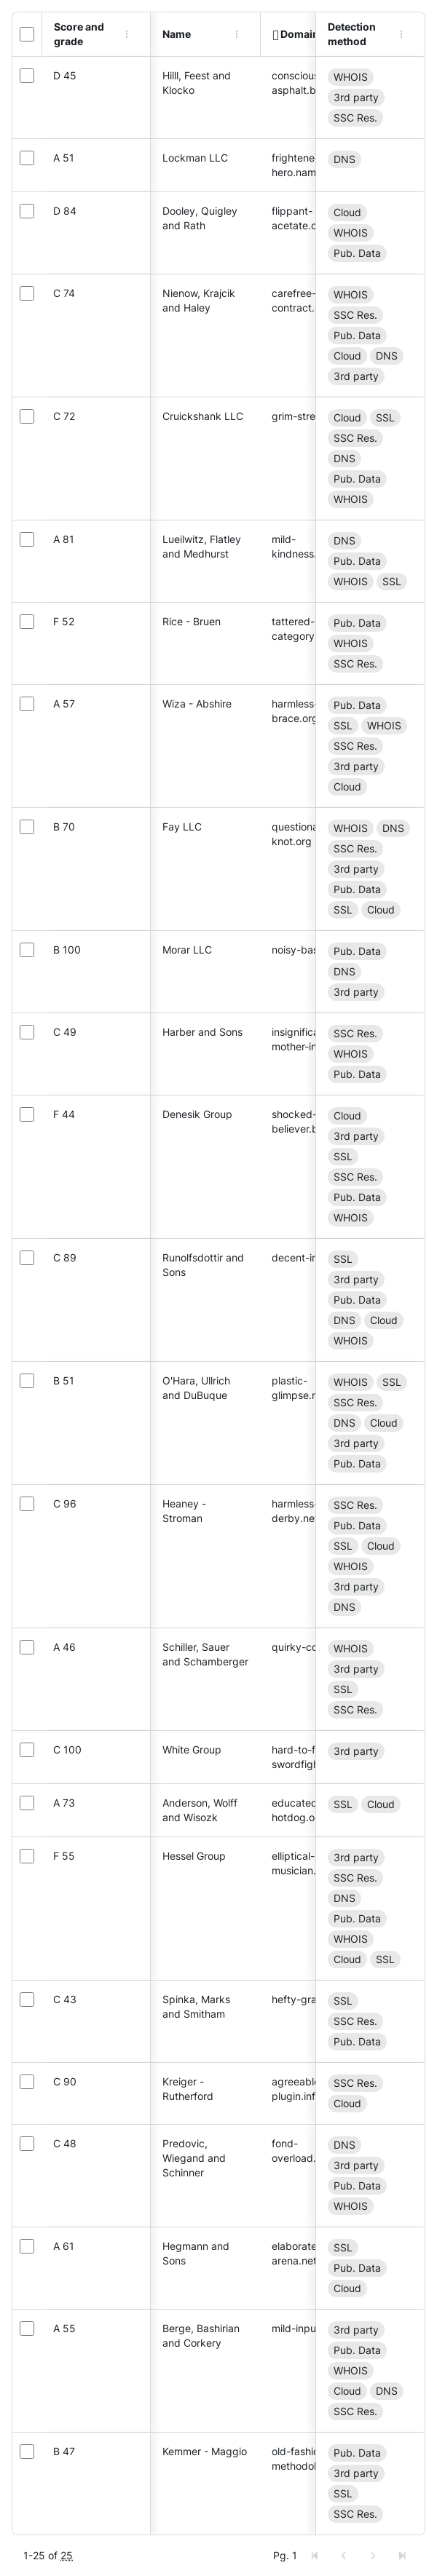 Score and
grade
Name
Domain
Detection
method
D 45
Hilll, Feest and
Klocko
conscious
asphalt.b
WHOIS
3rd party
SSC Res.
A 51
Lockman LLC
frightene
hero.nam
DNS
D 84
Dooley, Quigley
and Rath
flippant-
acetate.c
Cloud
WHOIS
Pub. Data
C 74
Nienow, Krajcik
and Haley
carefree-
contract.
WHOIS
SSC Res.
Pub. Data
Cloud DNS
3rd party
C 72
Cruickshank LLC
grim-stre
Cloud SSL
SSC Res.
DNS
Pub. Data
WHOIS
A 81
Lueilwitz, Flatley
and Medhurst
mild-
kindness.
DNS
Pub. Data
WHOIS SSL
F 52
Rice - Bruen
tattered-
category
Pub. Data
WHOIS
SSC Res.
A 57
Wiza - Abshire
harmless-
brace.org
Pub. Data
SSL WHOIS
SSC Res.
3rd party
Cloud
B 70
Fay LLC
questiona
knot.org
WHOIS DNS
SSC Res.
3rd party
Pub. Data
SSL Cloud
B 100
Morar LLC
noisy-bas
Pub. Data
DNS
3rd party
C 49
Harber and Sons
insignifica
mother-in
SSC Res.
WHOIS
Pub. Data
F 44
Denesik Group
shocked-
believer.b
Cloud
3rd party
SSL
SSC Res.
Pub. Data
WHOIS
C 89
Runolfsdottir and
Sons
decent-in
SSL
3rd party
Pub. Data
DNS Cloud
WHOIS
B 51
O'Hara, Ullrich
and DuBuque
plastic-
glimpse.n
WHOIS SSL
SSC Res.
DNS Cloud
3rd party
Pub. Data
C 96
Heaney -
Stroman
harmless-
derby.net
SSC Res.
Pub. Data
SSL Cloud
WHOIS
3rd party
DNS
A 46
Schiller, Sauer
and Schamberger
quirky-co
WHOIS
3rd party
SSL
SSC Res.
C 100
White Group
hard-to-f
swordfigh
3rd party
A 73
Anderson, Wolff
and Wisozk
educated
hotdog.o
SSL Cloud
F 55
Hessel Group
elliptical-
musician.
3rd party
SSC Res.
DNS
Pub. Data
WHOIS
Cloud SSL
C 43
Spinka, Marks
and Smitham
hefty-gra
SSL
SSC Res.
Pub. Data
C 90
Kreiger -
Rutherford
agreeable
plugin.inf
SSC Res.
Cloud
C 48
Predovic,
Wiegand and
Schinner
fond-
overload.
DNS
3rd party
Pub. Data
WHOIS
A 61
Hegmann and
Sons
elaborate
arena.net
SSL
Pub. Data
Cloud
A 55
Berge, Bashirian
and Corkery
mild-inpu
3rd party
Pub. Data
WHOIS
Cloud DNS
SSC Res.
B 47
Kemmer - Maggio
old-fashio
methodol
Pub. Data
3rd party
SSL
SSC Res.
1-25 of 25
Pg. 1